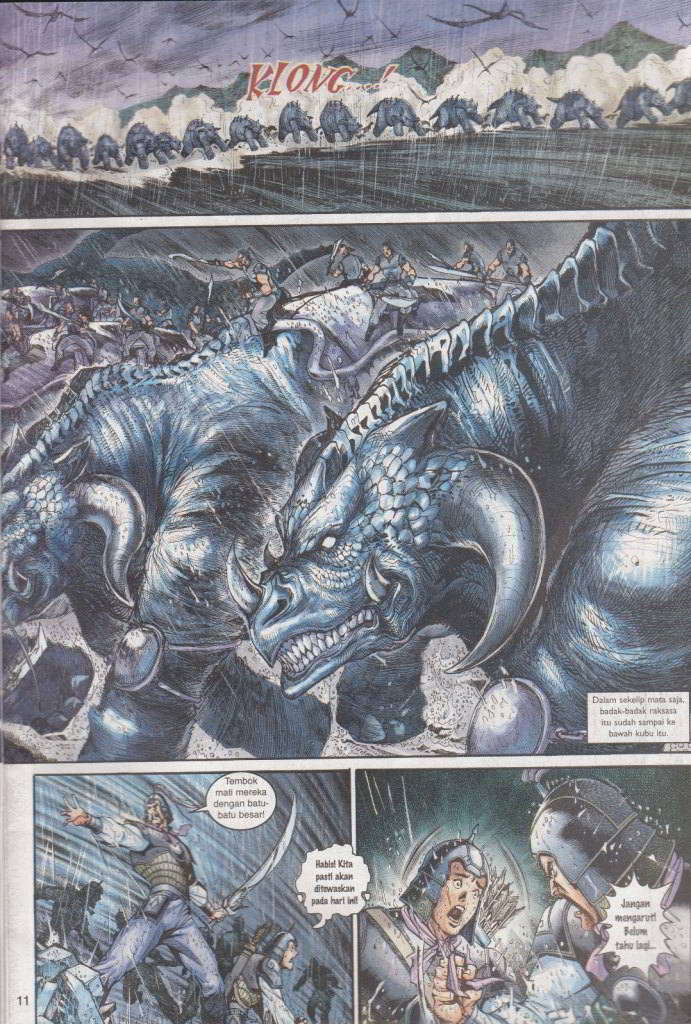 KLONG...!
Dalam sekelip mata saja,
badak-badak raksasa
itu sudah sampai ke
bawah kubu itu.
Tembok
mati mereka
dengan batu-
batu besar!
Habis! Kita
pasti akan
ditewaskan
pada hari ini!
Jangan
mengarut!
Belum
tahu lagi...
11